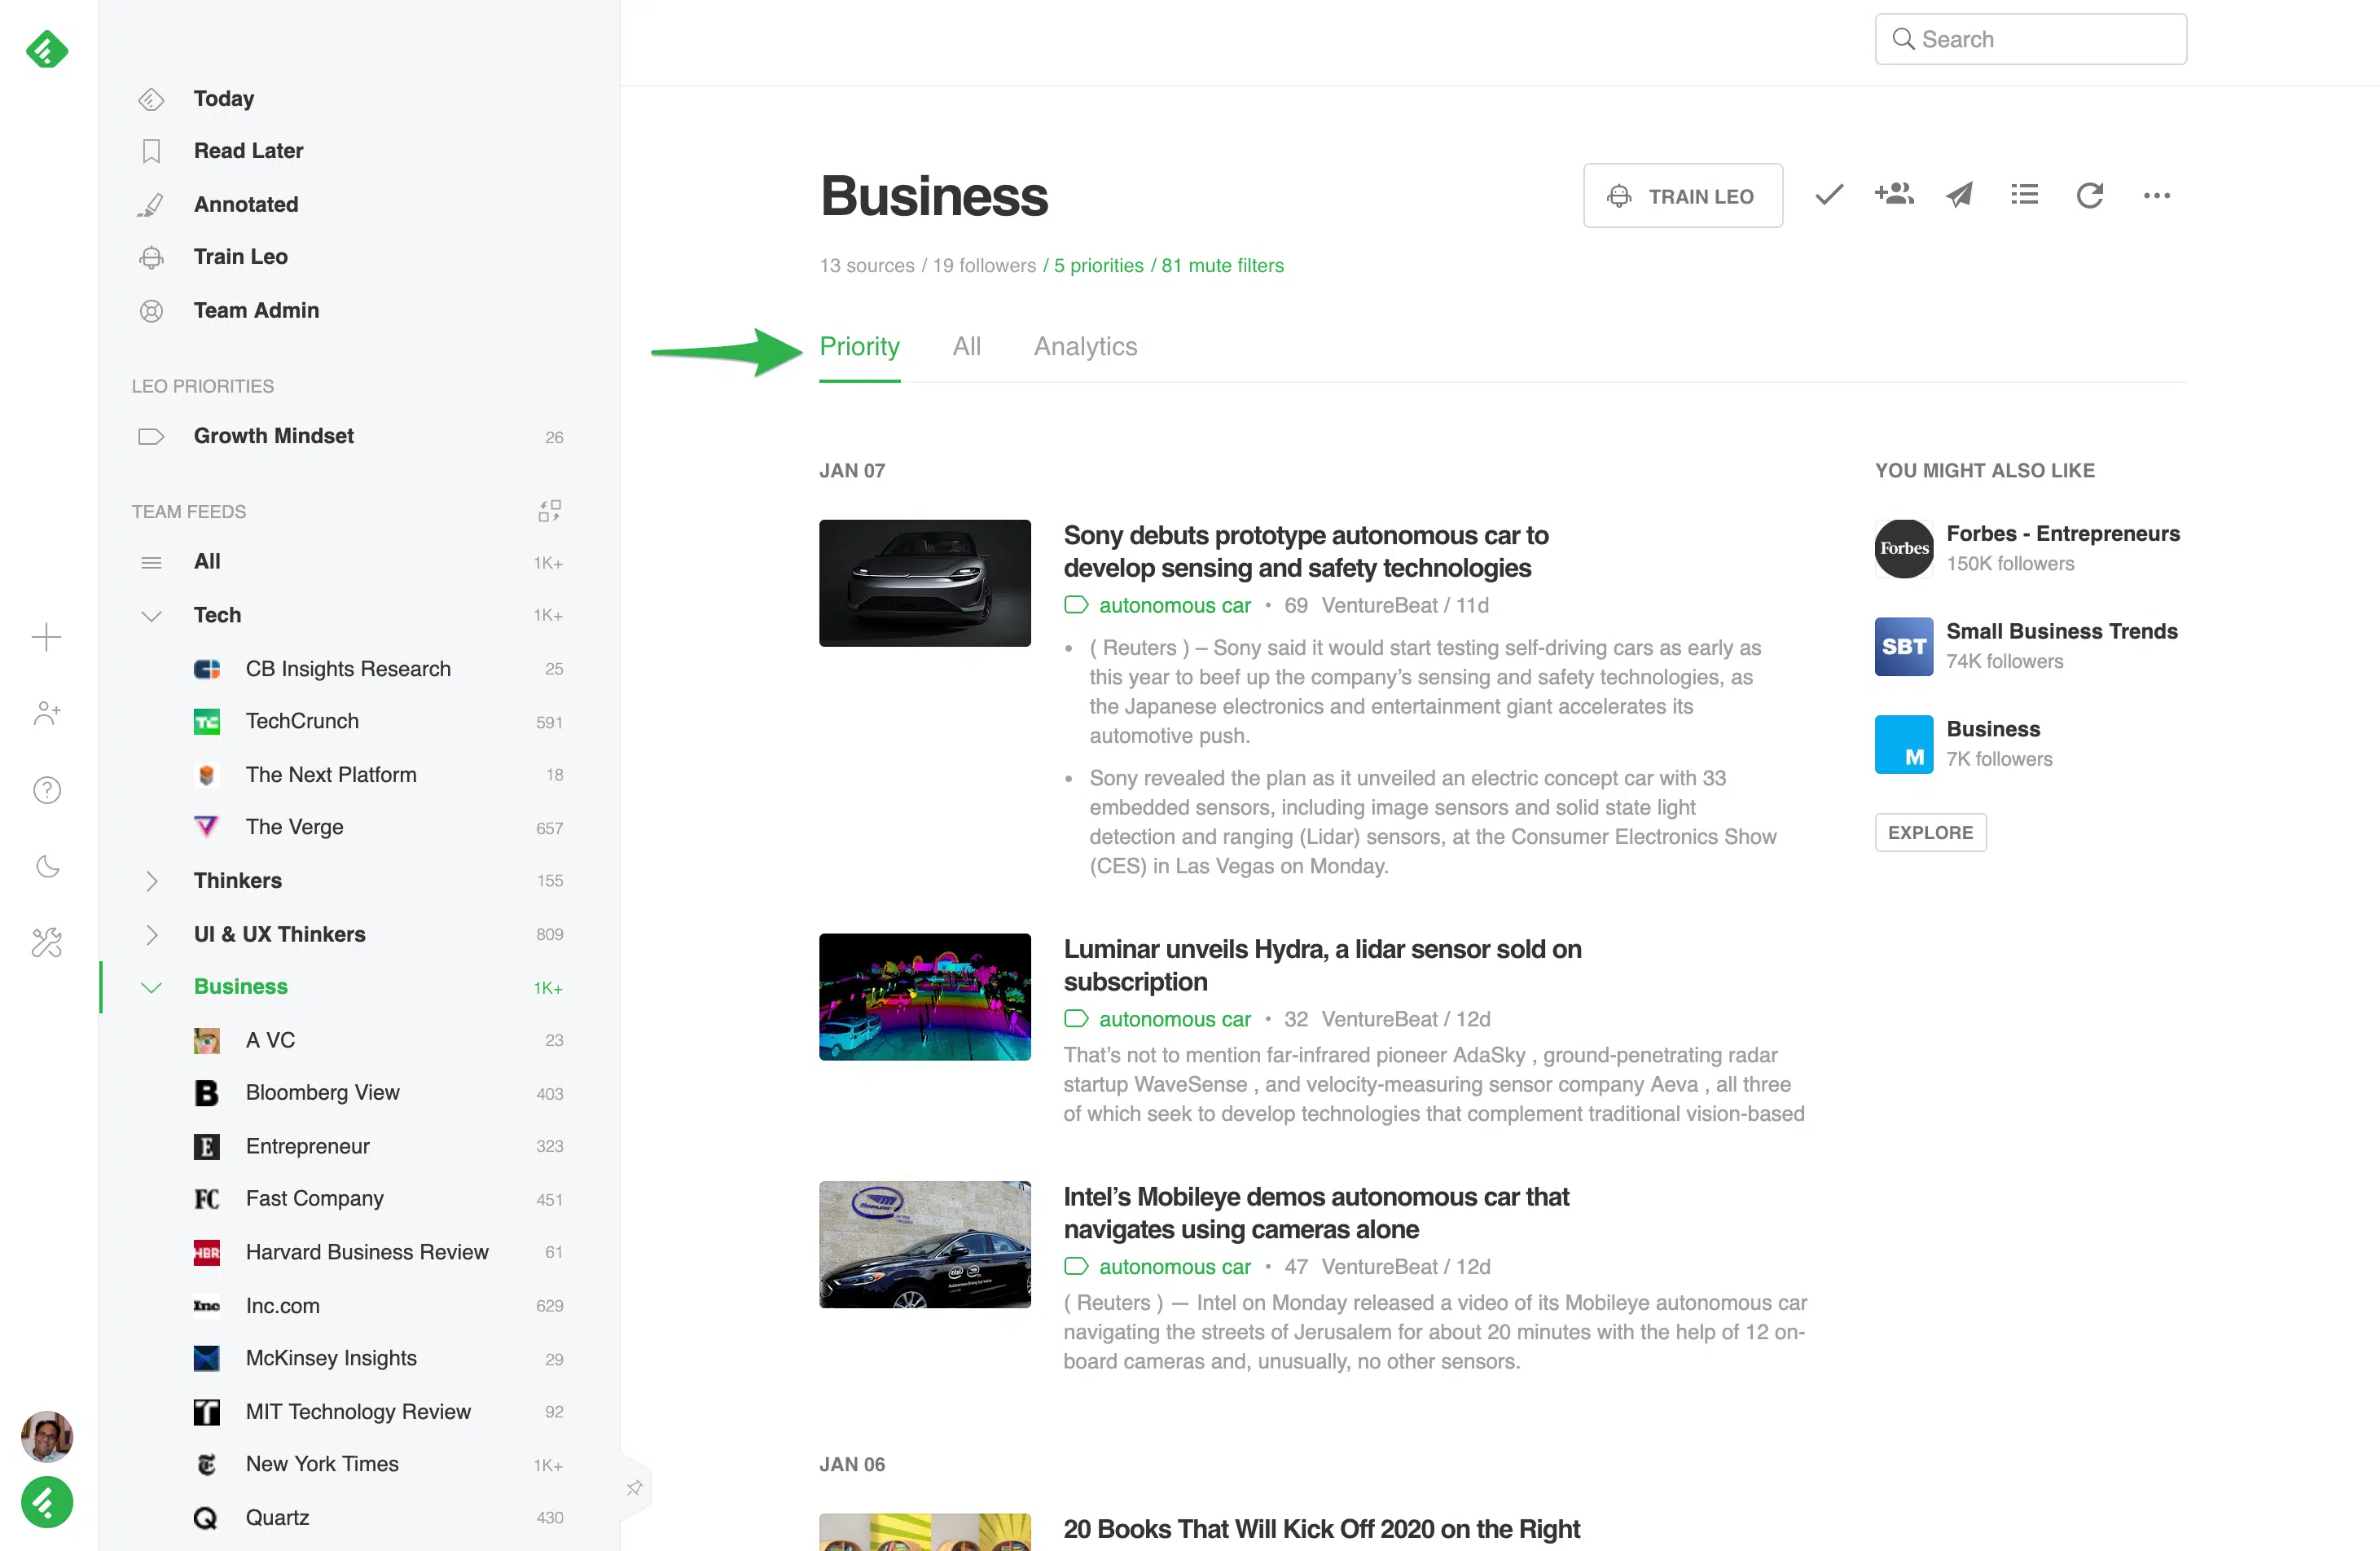 Search
Today
Read Later
Annotated
Train Leo
Team Admin
LEO PRIORITIES
Growth Mindset 26
TEAM FEEDS
All 1K+
Tech 1K+
CB Insights Research 25
TC TechCrunch 591
The Next Platform 18
The Verge 657
Thinkers 155
UI & UX Thinkers 809
Business 1K+
A VC 23
B Bloomberg View 403
E Entrepreneur 323
FC Fast Company 451
HBR Harvard Business Review 61
Inc Inc.com 629
McKinsey Insights 29
MIT Technology Review 92
New York Times 1K+
Q Quartz 430
Business
TRAIN LEO
13 sources / 19 followers / 5 priorities / 81 mute filters
Priority All Analytics
JAN 07
Sony debuts prototype autonomous car to
develop sensing and safety technologies
autonomous car • 69 VentureBeat / 11d
• ( Reuters ) – Sony said it would start testing self-driving cars as early as
this year to beef up the company’s sensing and safety technologies, as
the Japanese electronics and entertainment giant accelerates its
automotive push.
• Sony revealed the plan as it unveiled an electric concept car with 33
embedded sensors, including image sensors and solid state light
detection and ranging (Lidar) sensors, at the Consumer Electronics Show
(CES) in Las Vegas on Monday.
Luminar unveils Hydra, a lidar sensor sold on
subscription
autonomous car • 32 VentureBeat / 12d
That’s not to mention far-infrared pioneer AdaSky , ground-penetrating radar
startup WaveSense , and velocity-measuring sensor company Aeva , all three
of which seek to develop technologies that complement traditional vision-based
Intel’s Mobileye demos autonomous car that
navigates using cameras alone
autonomous car • 47 VentureBeat / 12d
( Reuters ) — Intel on Monday released a video of its Mobileye autonomous car
navigating the streets of Jerusalem for about 20 minutes with the help of 12 on-
board cameras and, unusually, no other sensors.
JAN 06
20 Books That Will Kick Off 2020 on the Right
YOU MIGHT ALSO LIKE
Forbes
Forbes - Entrepreneurs
150K followers
SBT
Small Business Trends
74K followers
M
Business
7K followers
EXPLORE